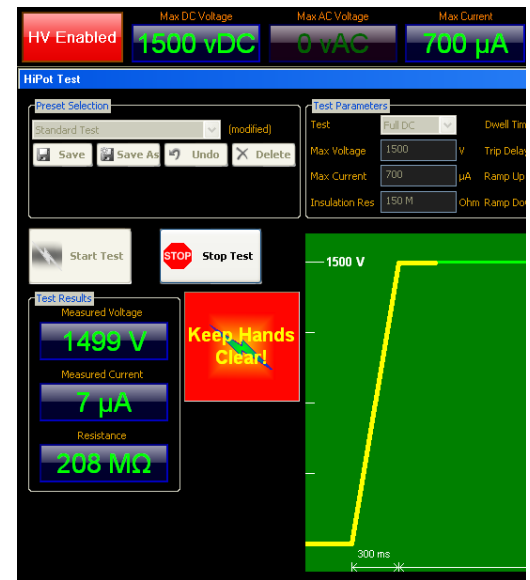 HV Enabled
Max DC Voltage
1500 vDC
Max AC Voltage
0 vAC
Max Current
700 µA
HiPot Test
Preset Selection
Standard Test
(modified)
Save
Save As
Undo
Delete
Test Parameters
Test
Full DC
Dwell Tim
Max Voltage
1500
V
Trip Delay
Max Current
700
µA
Ramp Up
Insulation Res
150 M
Ohm
Ramp Do
Start Test
STOP
Stop Test
1500 V
Test Results
Measured Voltage
1499 V
Keep Hands
Clear!
Measured Current
7 µA
Resistance
208 MΩ
300 ms